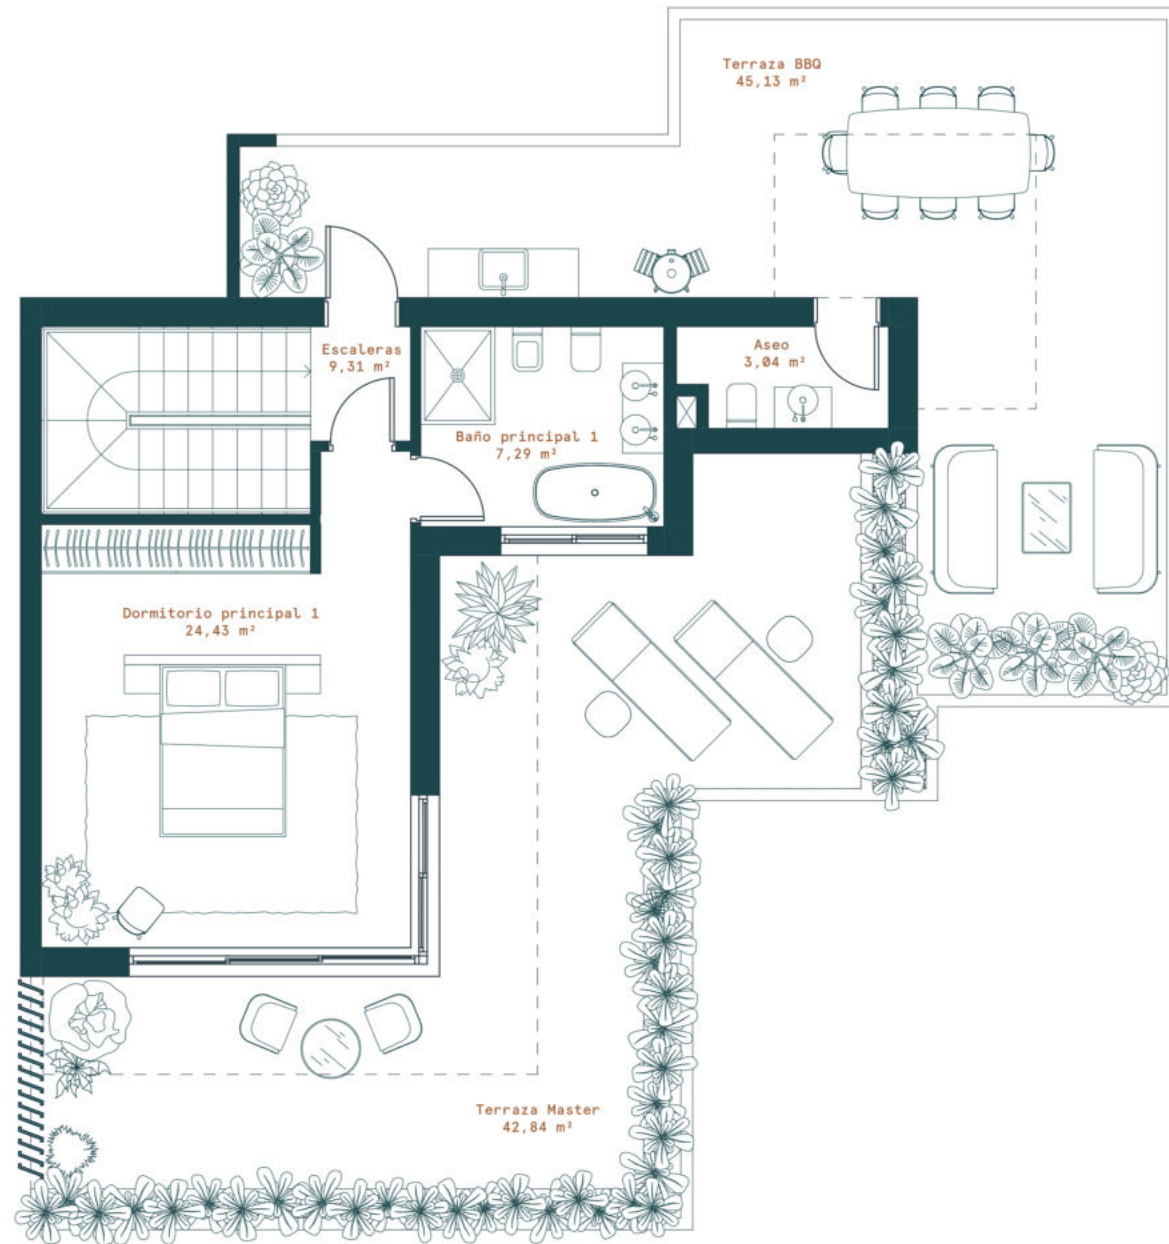 Terraza BBQ
45,13 m²
Escaleras
9,31 m²
Aseo
3,04 m²
Baño principal 1
7,29 m²
Dormitorio principal 1
24,43 m²
Terraza Master
42,84 m²